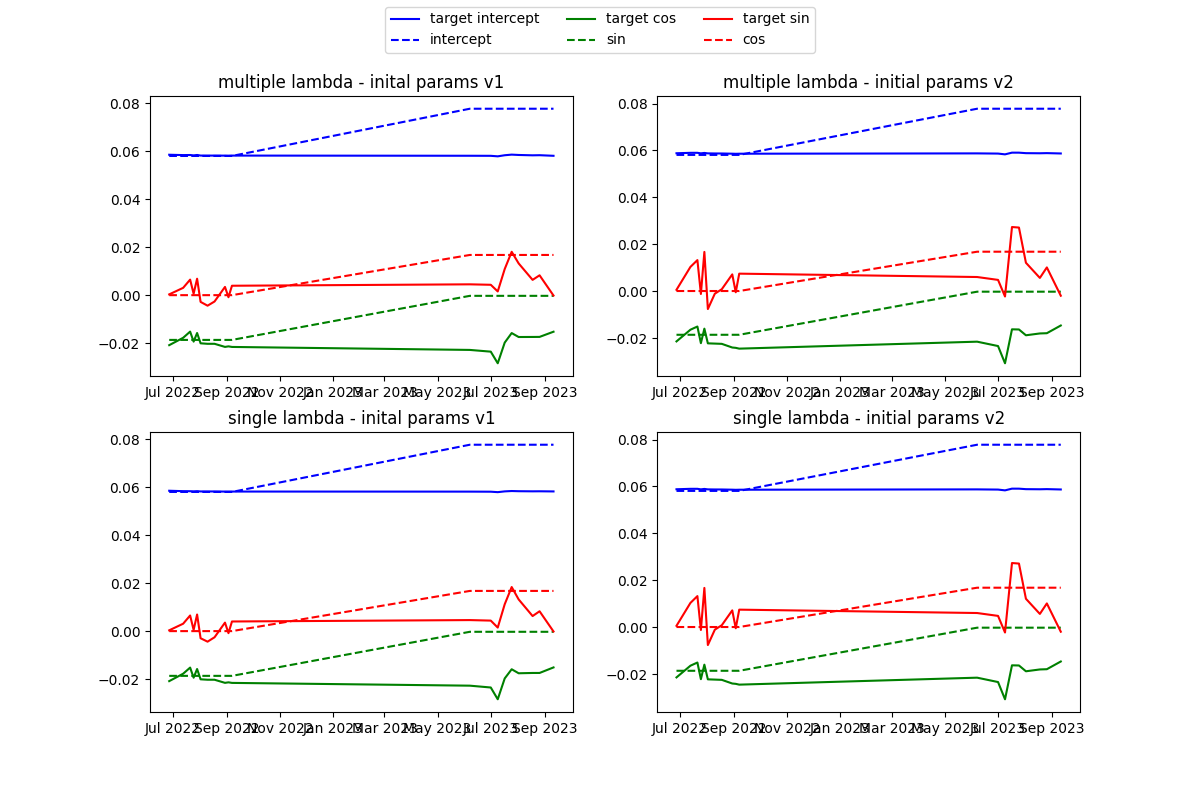 target intercept target cos target sin
intercept sin cos
multiple lambda - inital params v1
multiple lambda - initial params v2
0.08
0.06
0.04
0.02
0.00
−0.02
Jul 2022 Sep 2022 Nov 2022 Jan 2023 Mar 2023 May 2023 Jul 2023 Sep 2023
0.08
0.06
0.04
0.02
0.00
−0.02
Jul 2022 Sep 2022 Nov 2022 Jan 2023 Mar 2023 May 2023 Jul 2023 Sep 2023
single lambda - inital params v1
single lambda - initial params v2
0.08
0.06
0.04
0.02
0.00
−0.02
Jul 2022 Sep 2022 Nov 2022 Jan 2023 Mar 2023 May 2023 Jul 2023 Sep 2023
0.08
0.06
0.04
0.02
0.00
−0.02
Jul 2022 Sep 2022 Nov 2022 Jan 2023 Mar 2023 May 2023 Jul 2023 Sep 2023